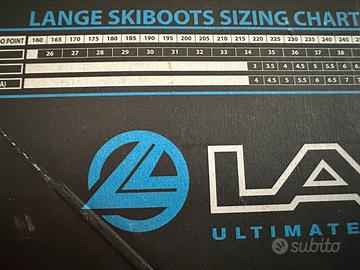 LANGE SKIBOOTS SIZING CHART
O POINT 160 165 170 175 180 185 190 195 200 205 210 215 220 225 230 235 240 245
26 27 28 29 30 31 32 33 34 35 36 37 38
3 3.5 4 4.5 5 5.5 6
A) 4 4.5 5 5.5 6 6.5 7
LA
ULTIMATE
subito